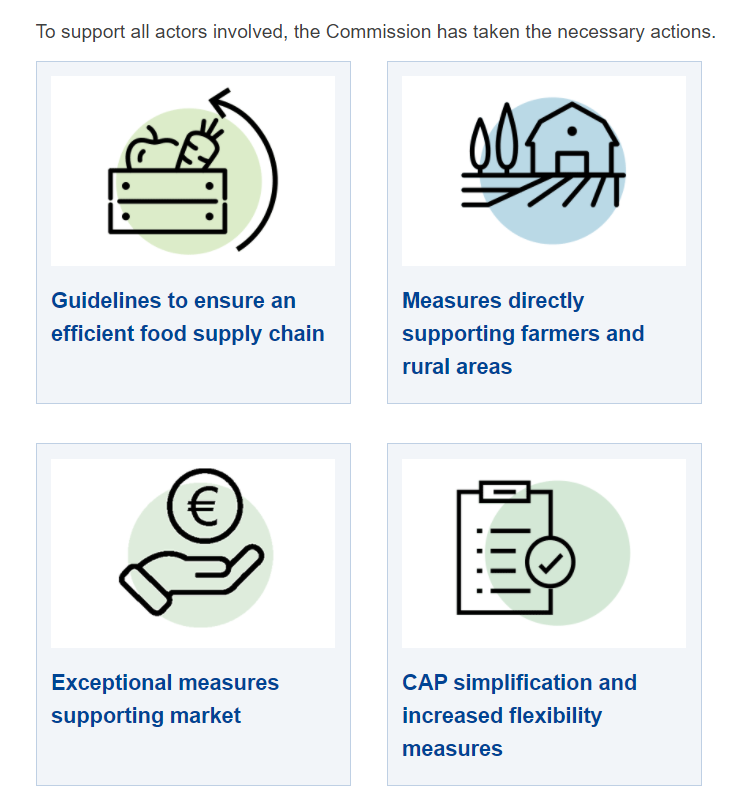 To support all actors involved, the Commission has taken the necessary actions.
Guidelines to ensure an
efficient food supply chain
Measures directly
supporting farmers and
rural areas
€
Exceptional measures
supporting market
CAP simplification and
increased flexibility
measures